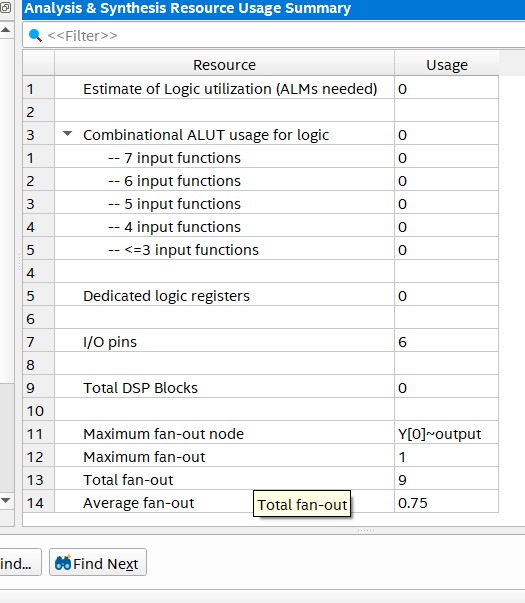 Analysis & Synthesis Resource Usage Summary
<<Filter>>
Resource Usage
1 Estimate of Logic utilization (ALMs needed) 0
2
3 Combinational ALUT usage for logic 0
1 -- 7 input functions 0
2 -- 6 input functions 0
3 -- 5 input functions 0
4 -- 4 input functions 0
5 -- <=3 input functions 0
4
5 Dedicated logic registers 0
6
7 I/O pins 6
8
9 Total DSP Blocks 0
10
11 Maximum fan-out node Y[0]~output
12 Maximum fan-out 1
13 Total fan-out 9
14 Average fan-out 0.75
Total fan-out
ind... Find Next